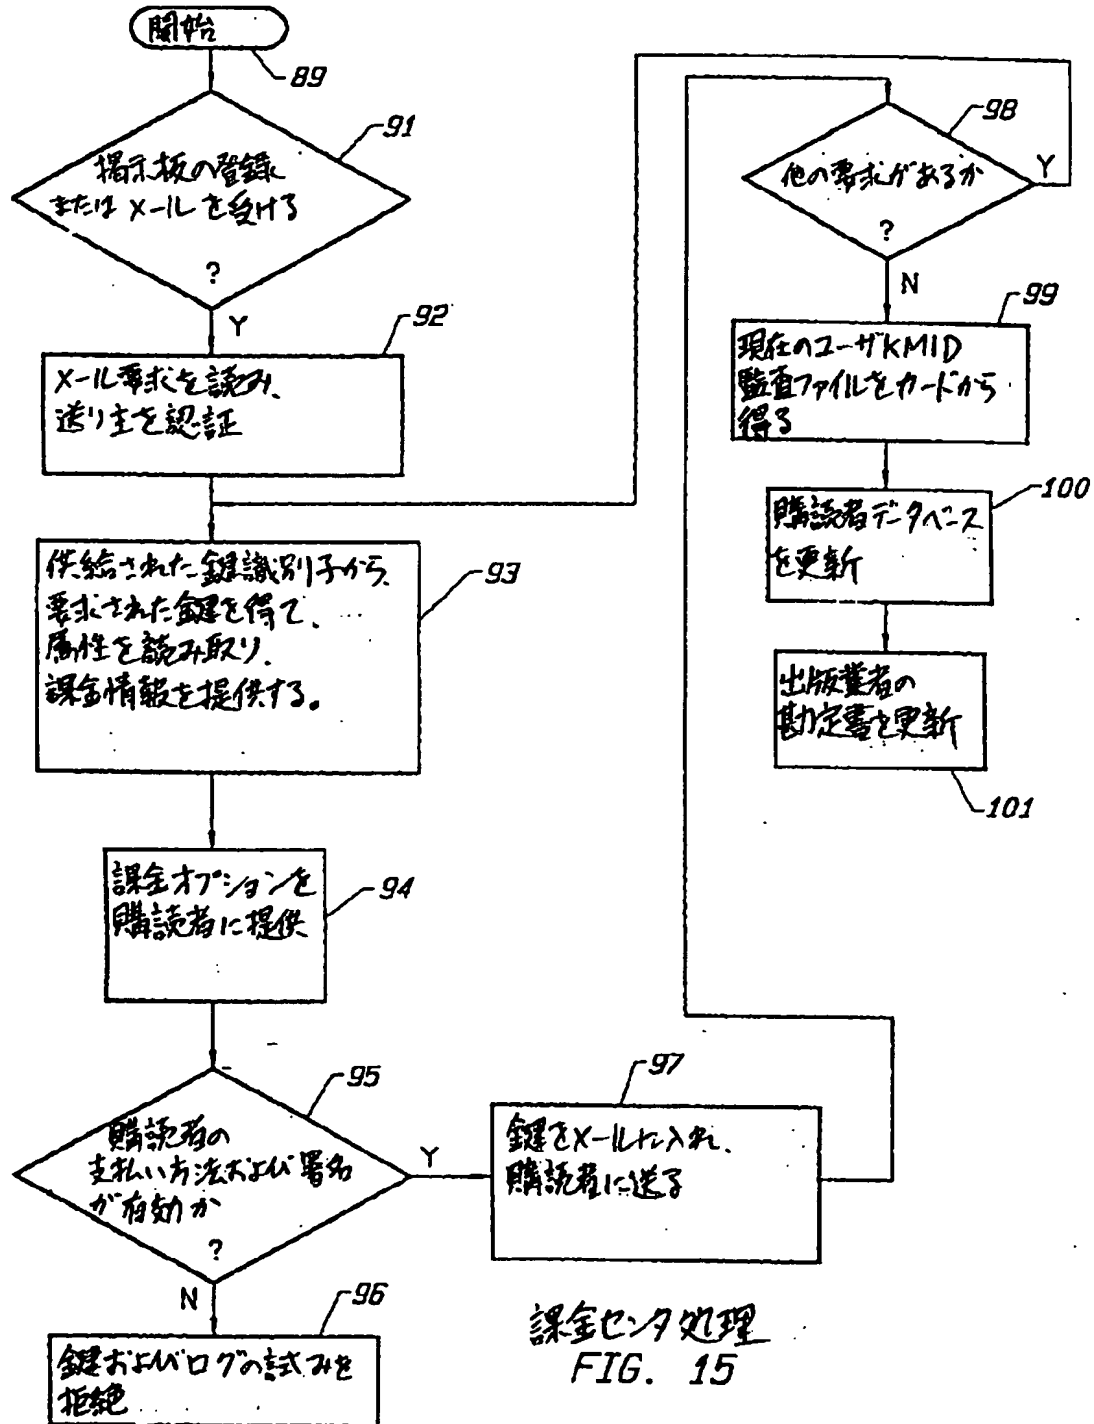 開始
89
91
掲示板の登録
またはメールを受ける
?
Y
92
メール要求を読み、
送り主を認証
93
供給された鍵識別子から、
要求された鍵を得て、
属性を読み取り、
課金情報を提供する。
94
課金オプションを
購読者に提供
95
購読者の
支払い方法および署名
が有効か
?
Y
N
96
鍵およびログの試みを
拒絶
97
鍵をメールに入れ、
購読者に送る
98
他の要求があるか
?
Y
N
99
現在のユーザKMID
監査ファイルをカードから
得る
100
購読者データベース
を更新
出版業者の
勘定書を更新
101
課金センタ処理
FIG. 15